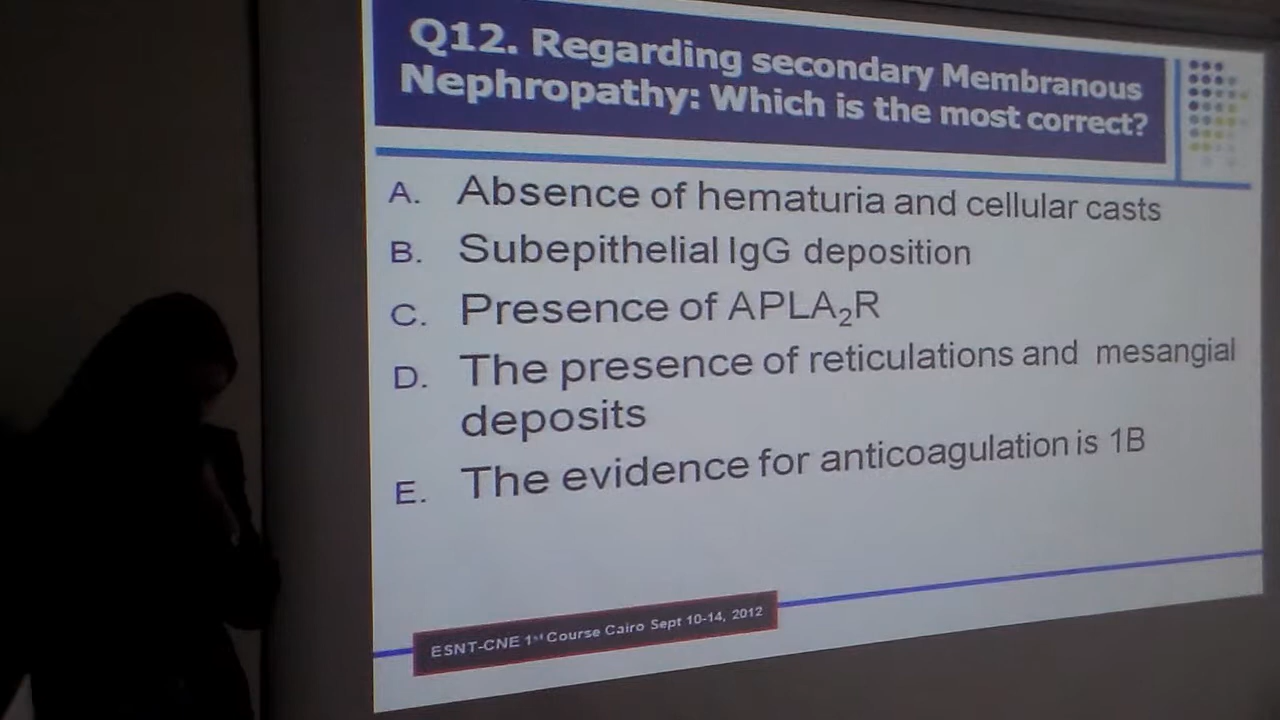 Q12. Regarding secondary Membranous
Nephropathy: Which is the most correct?
A. Absence of hematuria and cellular casts
B. Subepithelial IgG deposition
C. Presence of APLA₂R
D. The presence of reticulations and mesangial
deposits
E. The evidence for anticoagulation is 1B
ESNT-CNE 1st Course Cairo Sept 10-14, 2012